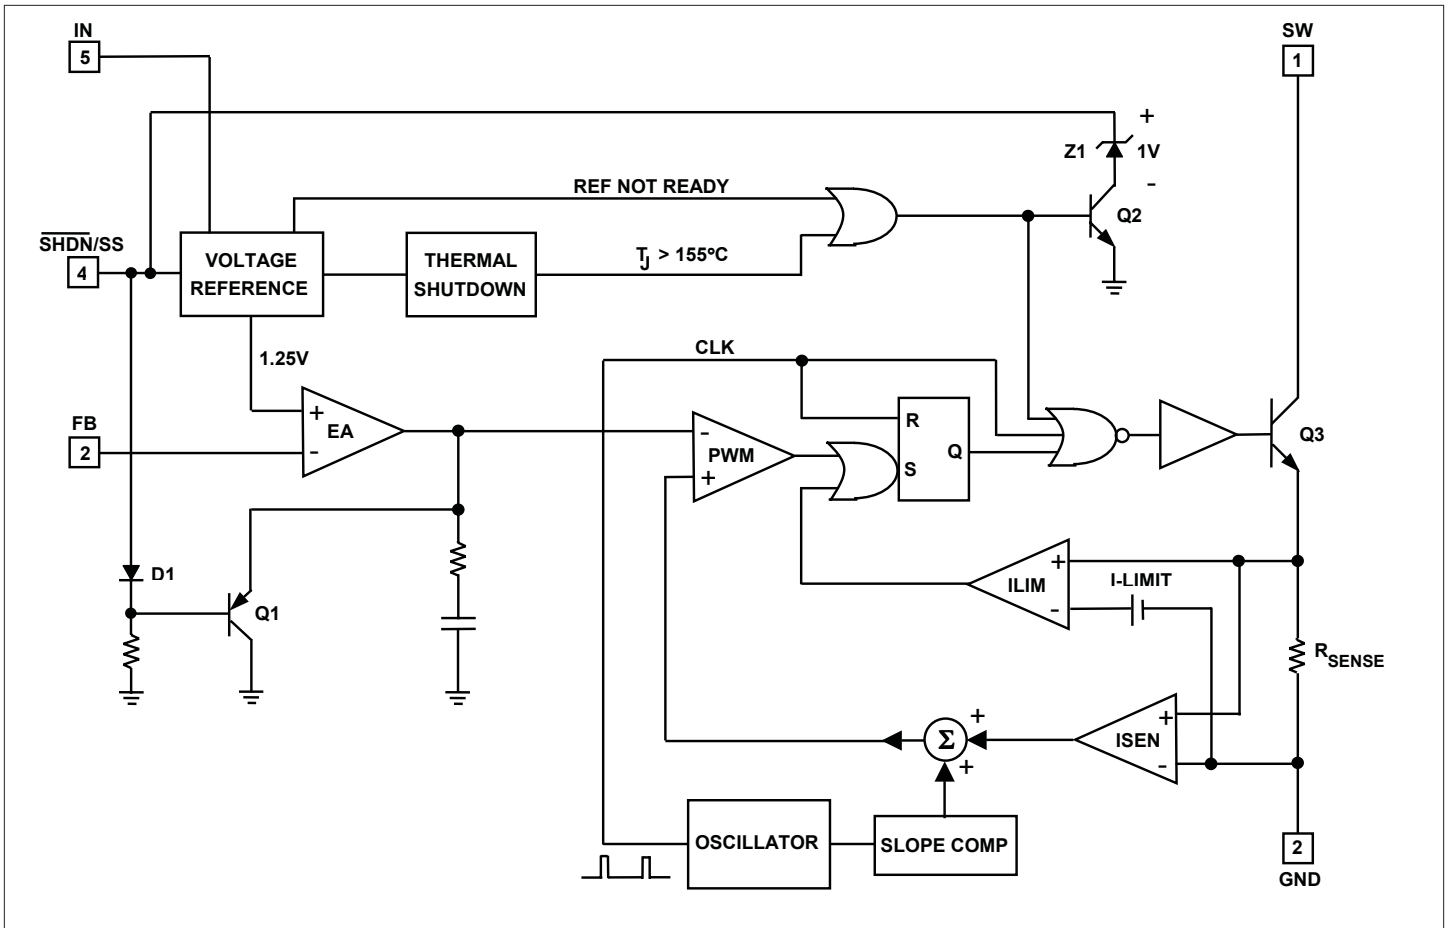 IN
5
SW
1
+
Z1
1V
-
REF NOT READY
Q2
SHDN/SS
4
VOLTAGE
REFERENCE
THERMAL
SHUTDOWN
TJ > 155ºC
1.25V
CLK
FB
2
+
EA
-
-
PWM
+
R
S
Q
Q3
D1
Q1
+
ILIM
-
I-LIMIT
RSENSE
+
Σ
+
+
ISEN
-
OSCILLATOR
SLOPE COMP
2
GND